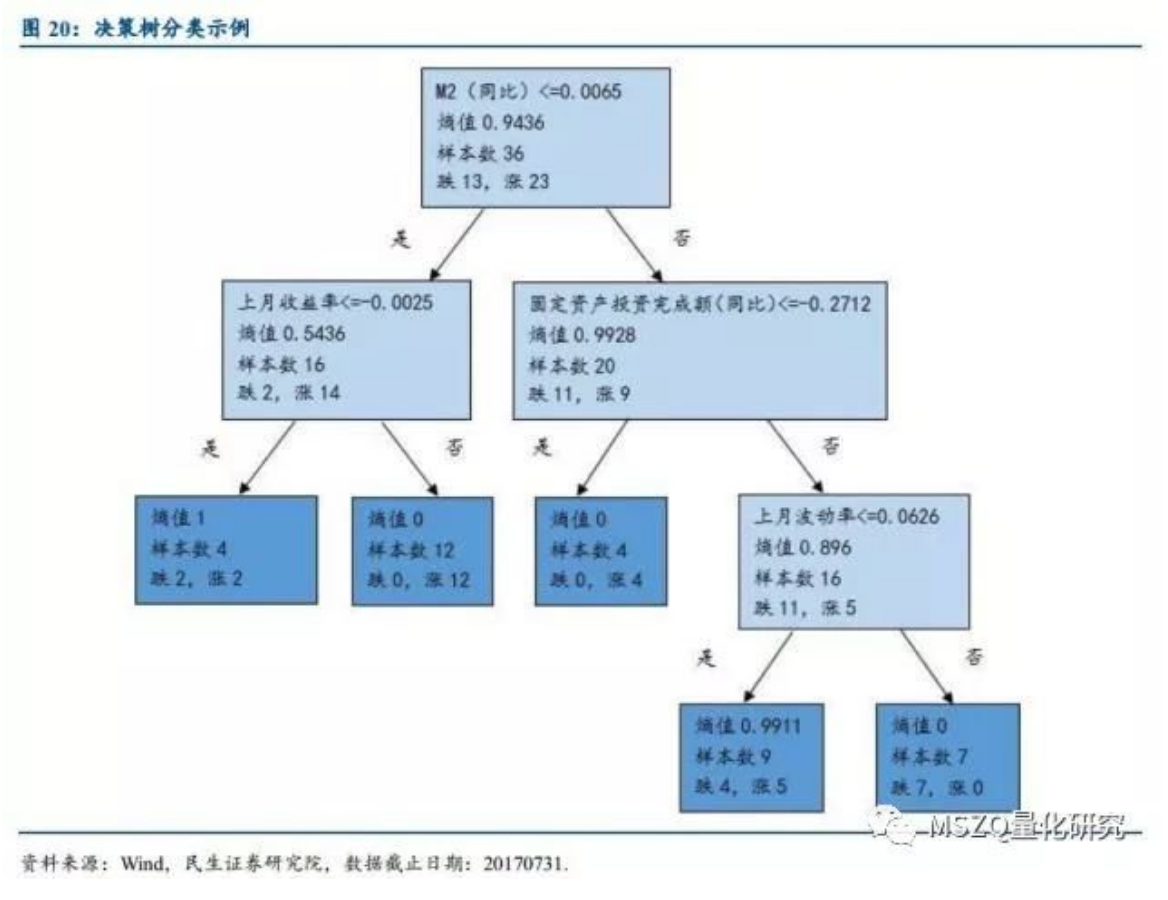 图 20：决策树分类示例
M2（同比）<=0.0065
熵值 0.9436
样本数 36
跌 13，涨 23
是
否
上月收益率<=-0.0025
熵值 0.5436
样本数 16
跌 2，涨 14
固定资产投资完成额(同比)<=-0.2712
熵值 0.9928
样本数 20
跌 11，涨 9
是
否
是
否
熵值 1
样本数 4
跌 2，涨 2
熵值 0
样本数 12
跌 0，涨 12
熵值 0
样本数 4
跌 0，涨 4
上月波动率<=0.0626
熵值 0.896
样本数 16
跌 11，涨 5
是
否
熵值 0.9911
样本数 9
跌 4，涨 5
熵值 0
样本数 7
跌 7，涨 0
MSZQ量化研究
资料来源：Wind，民生证券研究院，数据截止日期：20170731.